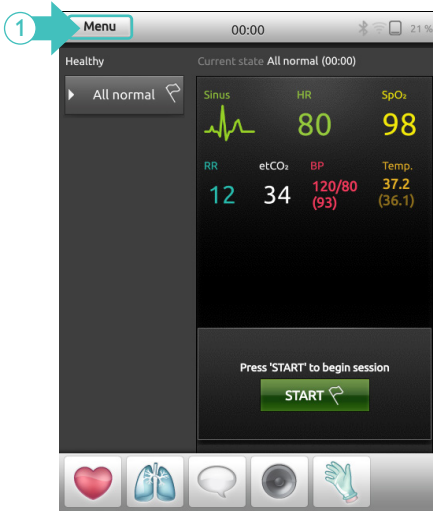 1
Menu
00:00
21 %
Healthy
Current state All normal (00:00)
All normal
Sinus HR SpO₂
80 98
RR etCO₂ BP Temp.
12 34 120/80 37.2
(93) (36.1)
Press 'START' to begin session
START